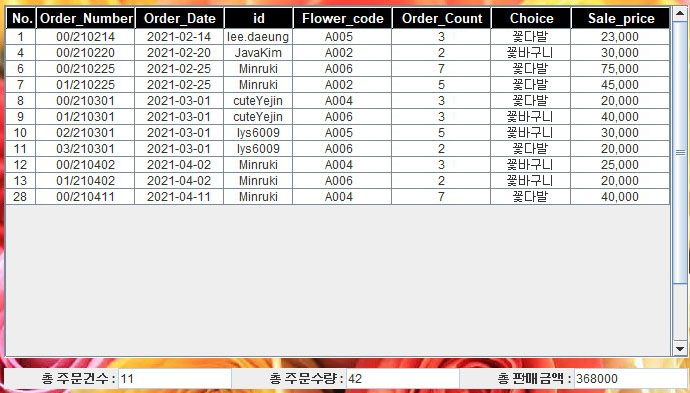 No. Order_Number Order_Date id Flower_code Order_Count Choice Sale_price
1 00/210214 2021-02-14 lee.daeung A005 3 꽃다발 23,000
4 00/210220 2021-02-20 JavaKim A002 2 꽃바구니 30,000
6 00/210225 2021-02-25 Minruki A006 7 꽃다발 75,000
7 01/210225 2021-02-25 Minruki A002 5 꽃다발 45,000
8 00/210301 2021-03-01 cuteYejin A004 3 꽃다발 20,000
9 01/210301 2021-03-01 cuteYejin A006 3 꽃바구니 40,000
10 02/210301 2021-03-01 lys6009 A005 5 꽃바구니 30,000
11 03/210301 2021-03-01 lys6009 A006 2 꽃다발 20,000
12 00/210402 2021-04-02 Minruki A004 3 꽃바구니 25,000
13 01/210402 2021-04-02 Minruki A006 2 꽃바구니 20,000
28 00/210411 2021-04-11 Minruki A004 7 꽃다발 40,000
총 주문건수 : 11 총 주문수량 : 42 총 판매 금액 : 368000